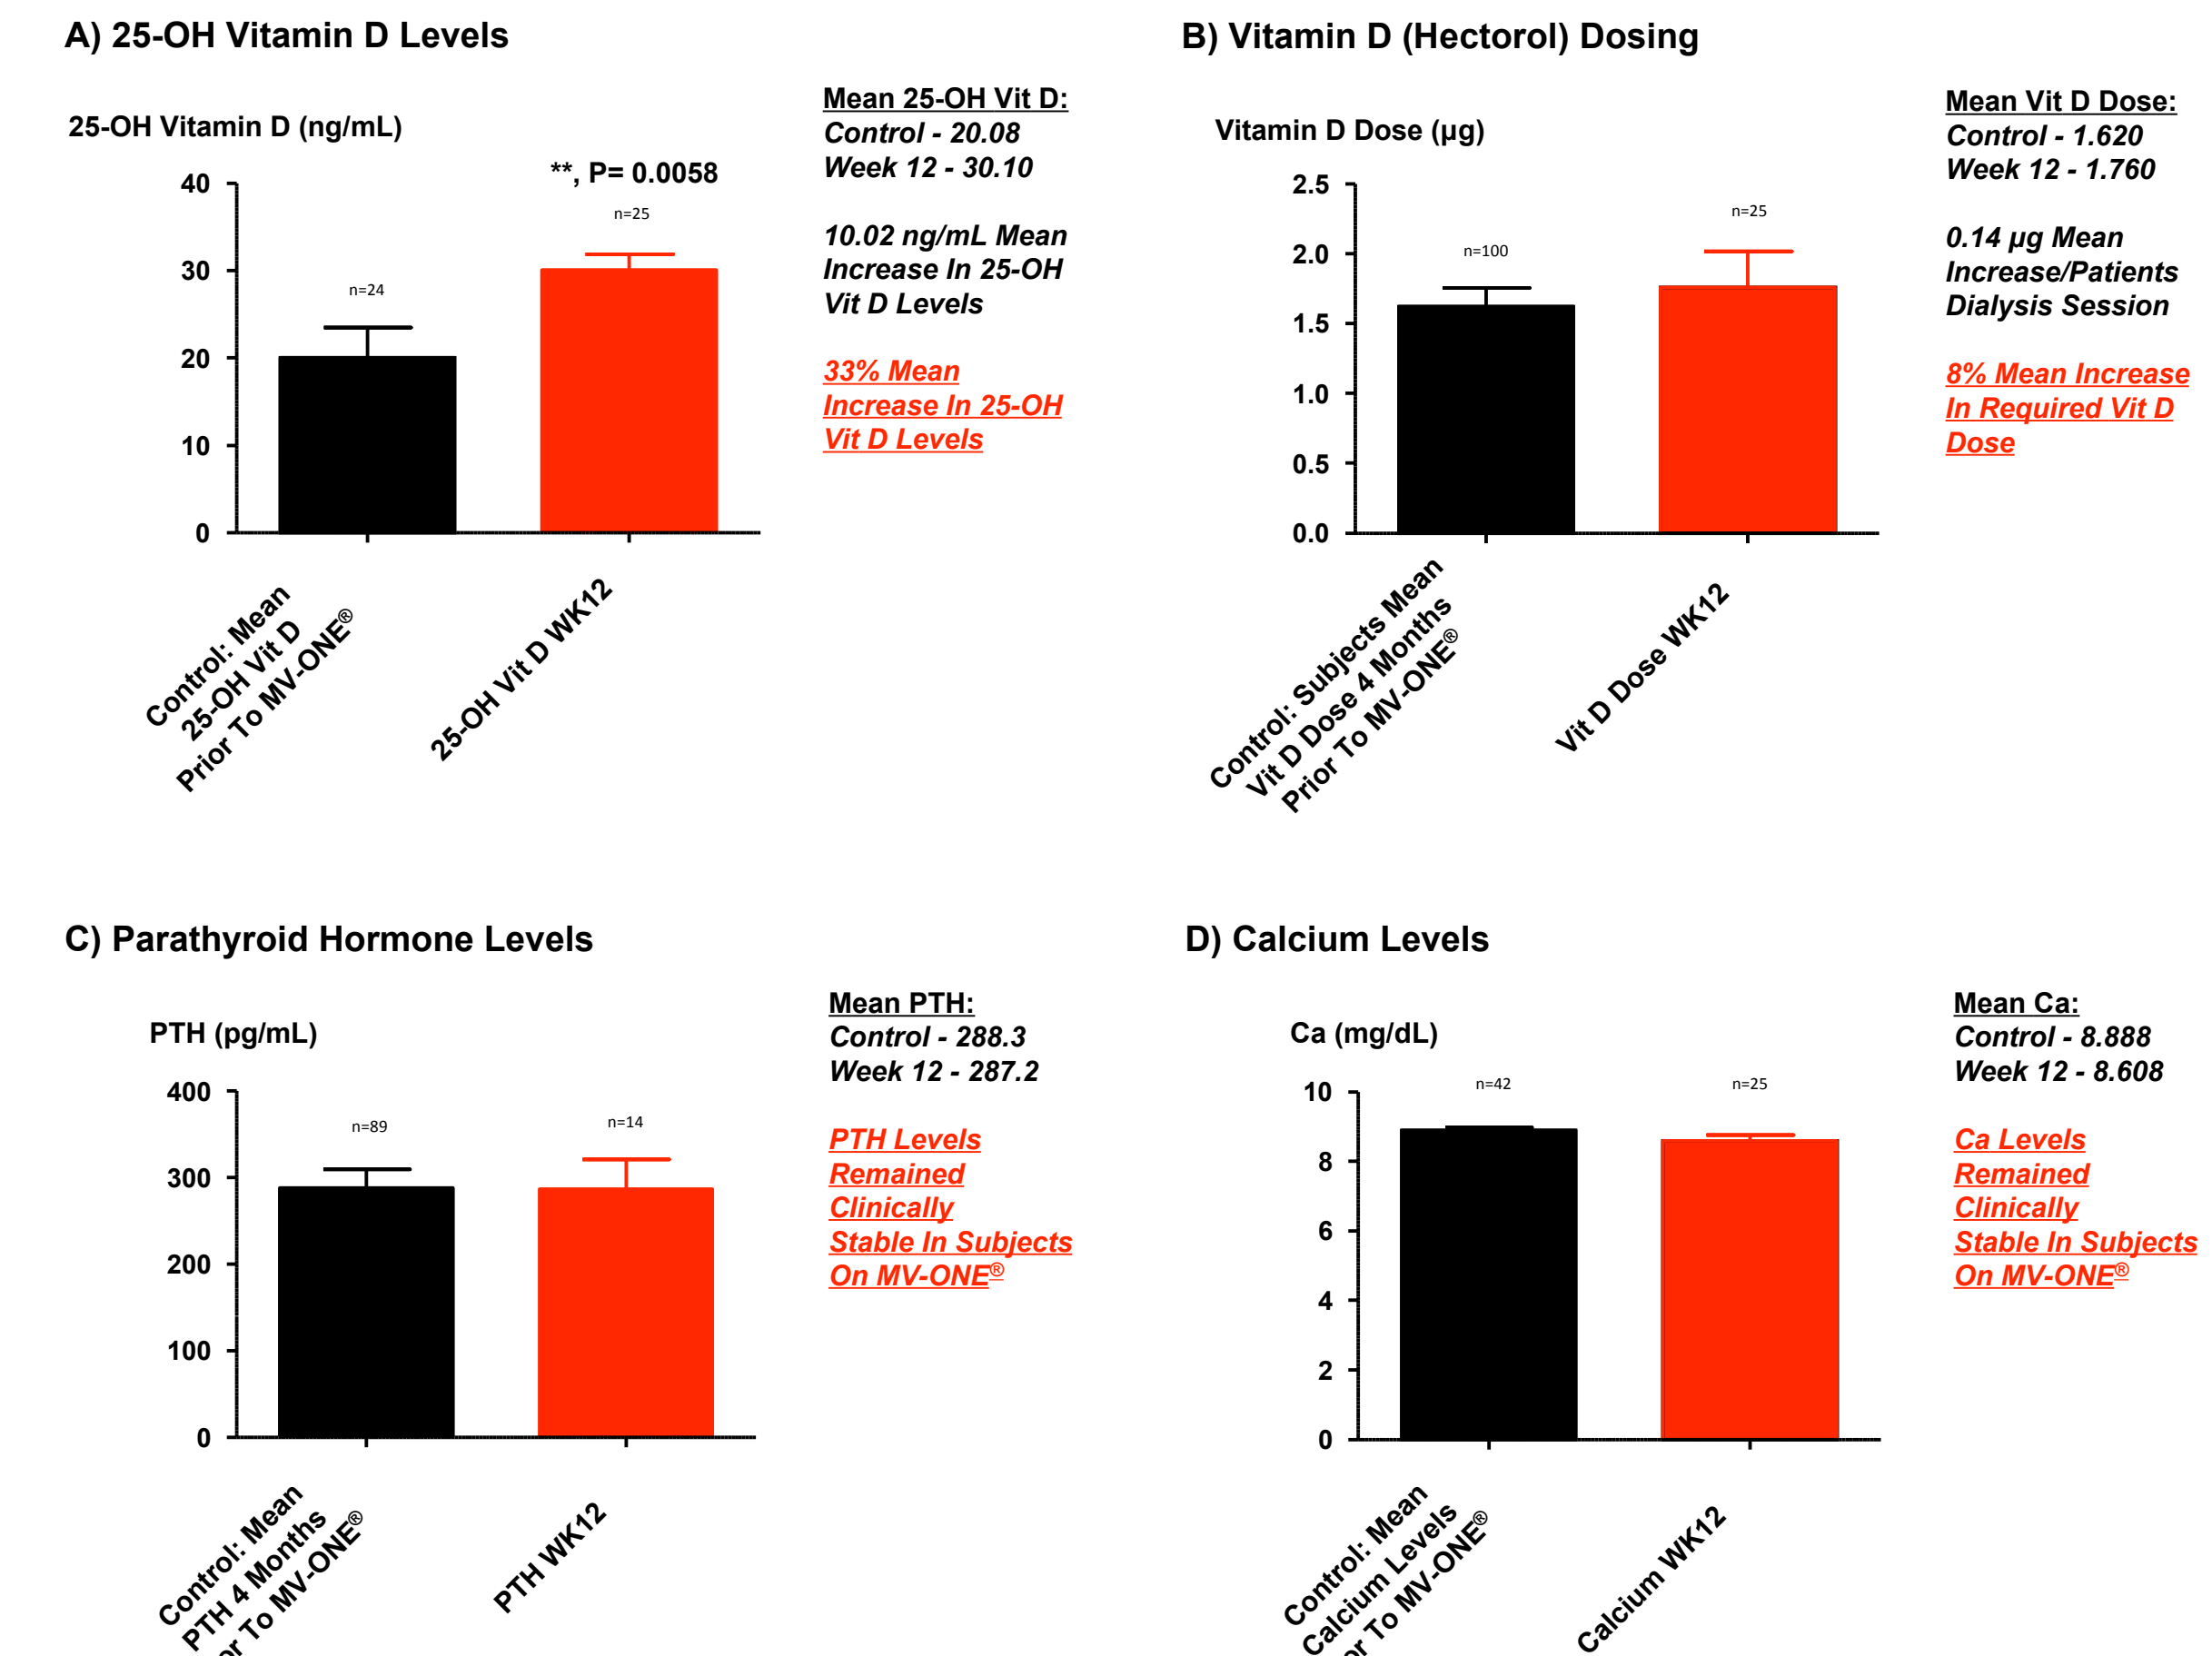 A) 25-OH Vitamin D Levels
25-OH Vitamin D (ng/mL)
40
30
20
10
0
n=24
**, P= 0.0058
n=25
Control: Mean
25-OH Vit D
Prior To MV-ONE®
25-OH Vit D WK12
Mean 25-OH Vit D:
Control - 20.08
Week 12 - 30.10
10.02 ng/mL Mean
Increase In 25-OH
Vit D Levels
33% Mean
Increase In 25-OH
Vit D Levels
B) Vitamin D (Hectorol) Dosing
Vitamin D Dose (µg)
2.5
2.0
1.5
1.0
0.5
0.0
n=100
n=25
Control: Subjects Mean
Vit D Dose 4 Months
Prior To MV-ONE®
Vit D Dose WK12
Mean Vit D Dose:
Control - 1.620
Week 12 - 1.760
0.14 µg Mean
Increase/Patients
Dialysis Session
8% Mean Increase
In Required Vit D
Dose
C) Parathyroid Hormone Levels
PTH (pg/mL)
400
300
200
100
0
n=89
n=14
Control: Mean
PTH 4 Months
or To MV-ONE®
PTH WK12
Mean PTH:
Control - 288.3
Week 12 - 287.2
PTH Levels
Remained
Clinically
Stable In Subjects
On MV-ONE®
D) Calcium Levels
Ca (mg/dL)
10
8
6
4
2
0
n=42
n=25
Control: Mean
Calcium Levels
or To MV-ONE®
Calcium WK12
Mean Ca:
Control - 8.888
Week 12 - 8.608
Ca Levels
Remained
Clinically
Stable In Subjects
On MV-ONE®